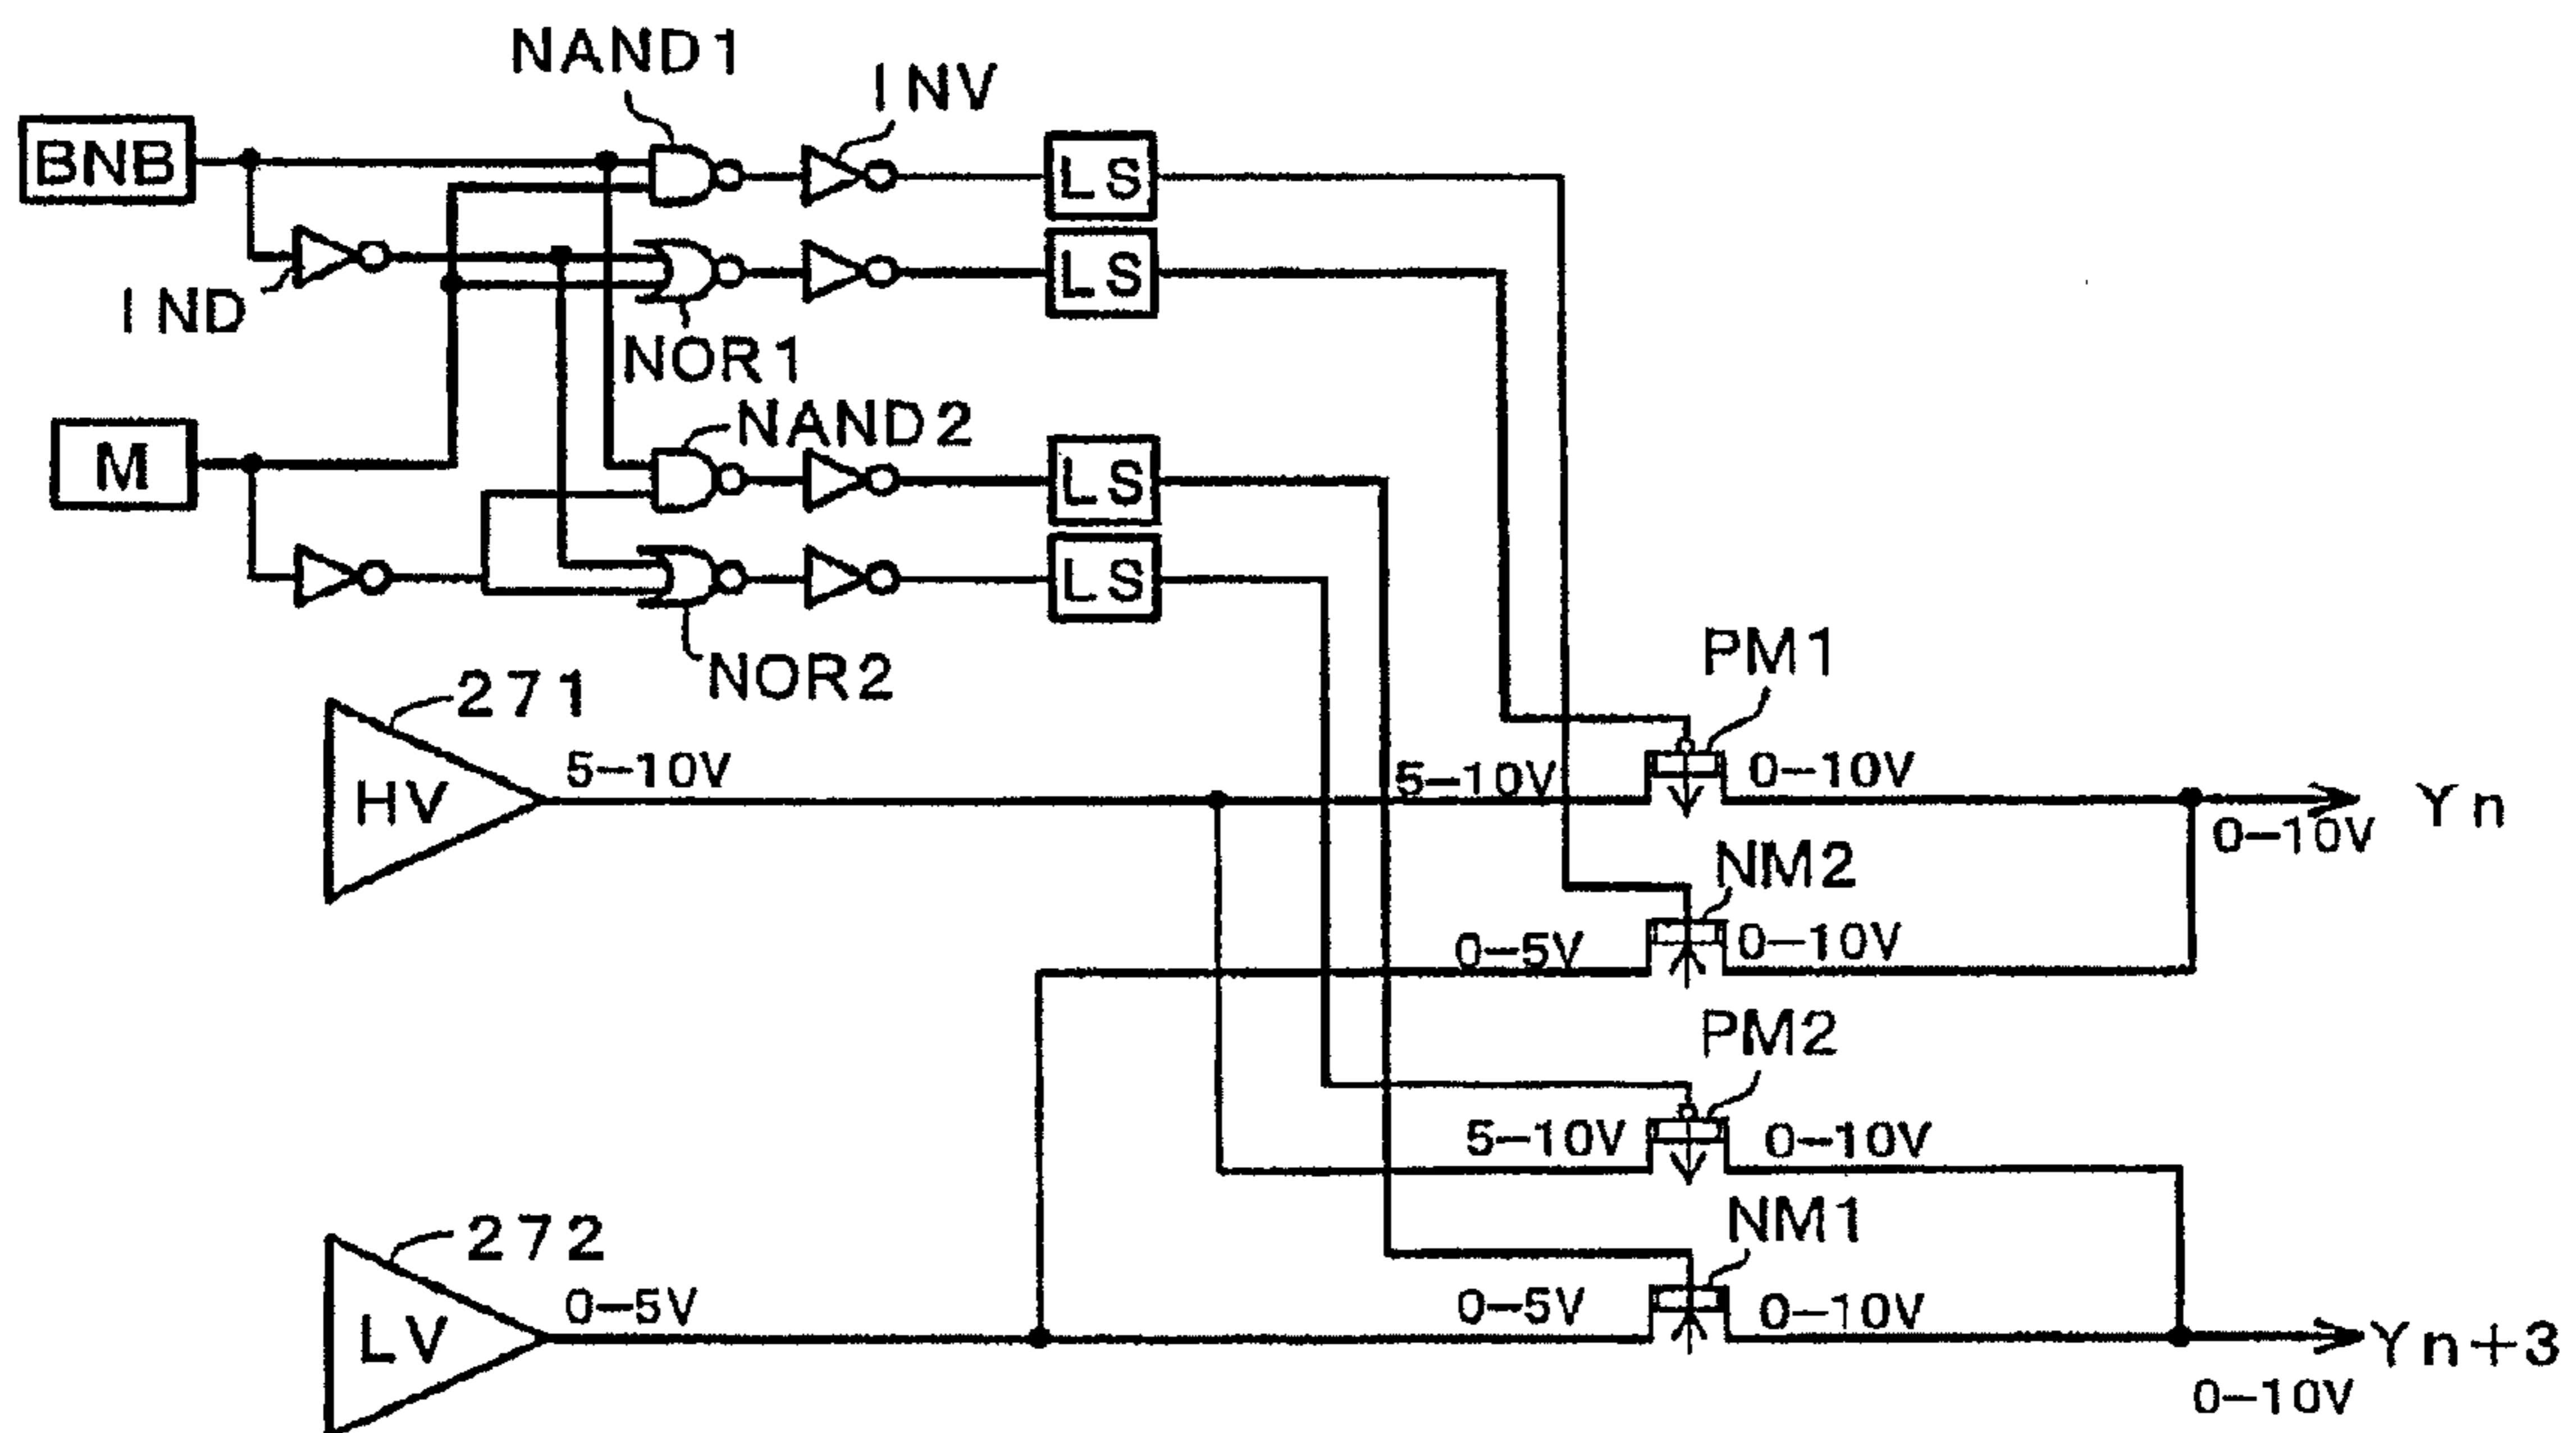 NAND1
INV
BNB
LS
LS
IND
NOR1
NAND2
M
LS
LS
NOR2
PM1
271
5-10V
5-10V
0-10V
HV
Yn
0-10V
NM2
0-5V
0-10V
PM2
5-10V
0-10V
NM1
272
0-5V
0-5V
0-10V
LV
Yn+3
0-10V